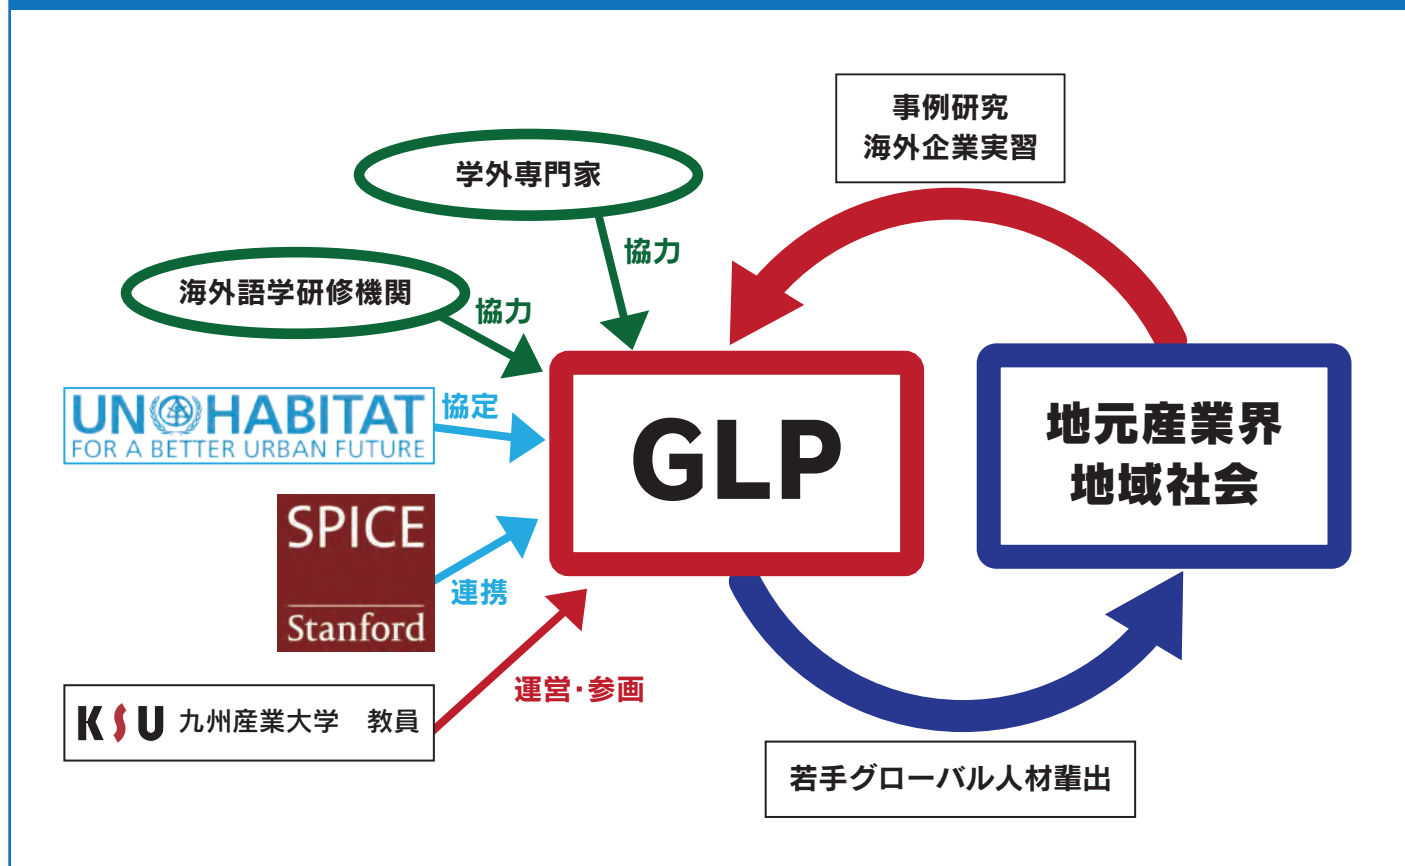 事例研究
海外企業実習
学外専門家
協力
海外語学研修機関
協力
UN HABITAT
FOR A BETTER URBAN FUTURE
協定
GLP
地元産業界
地域社会
SPICE
Stanford
連携
運営・参画
KSU 九州産業大学 教員
若手グローバル人材輩出